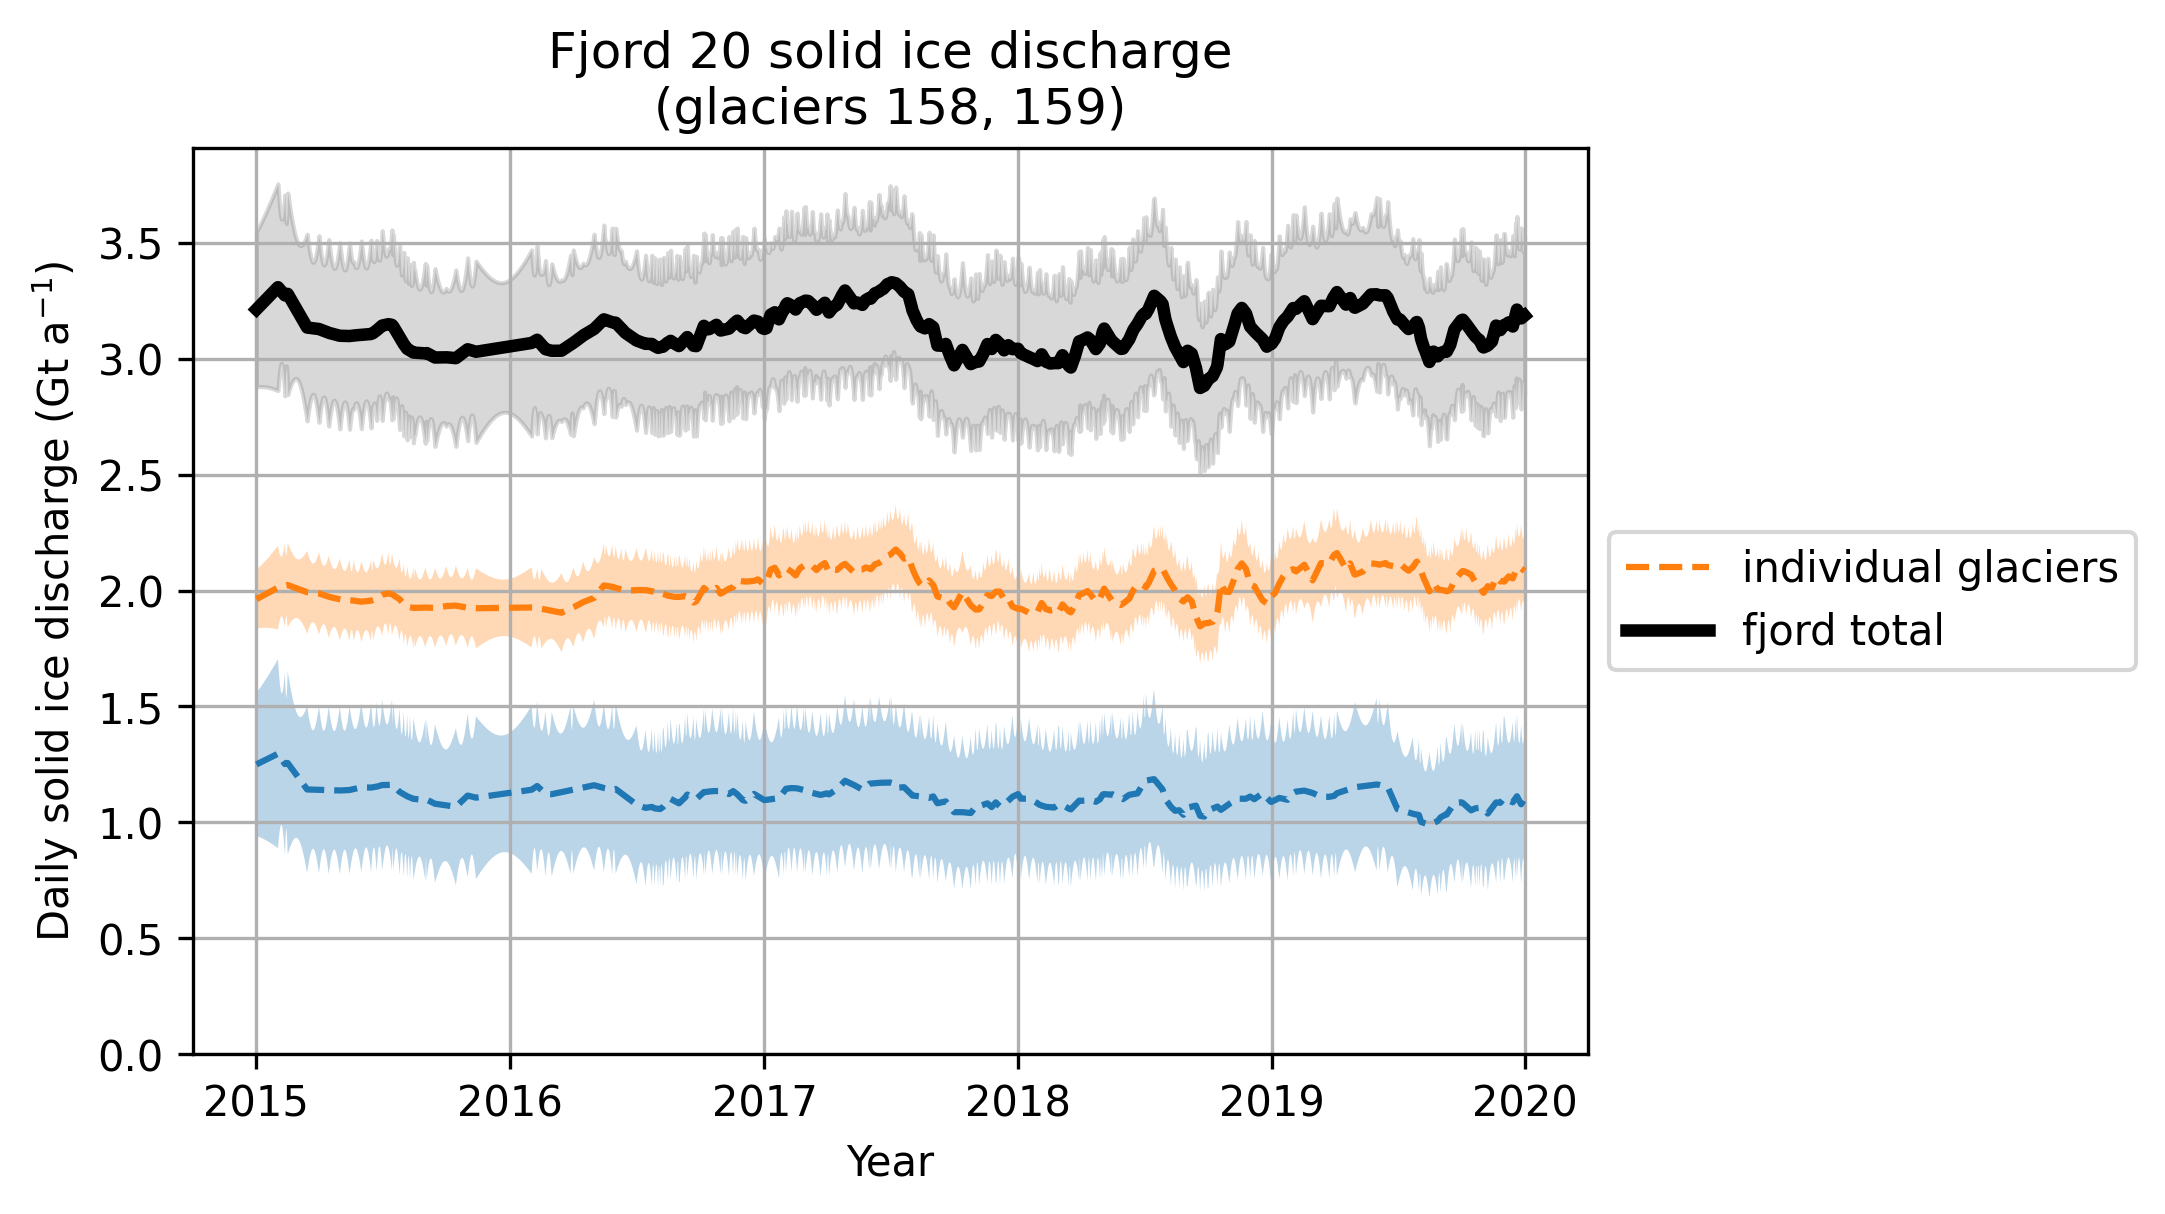 Fjord 20 solid ice discharge
(glaciers 158, 159)
Daily solid ice discharge (Gt a⁻¹)
3.5
3.0
2.5
2.0
1.5
1.0
0.5
0.0
2015 2016 2017 2018 2019 2020
Year
individual glaciers
fjord total